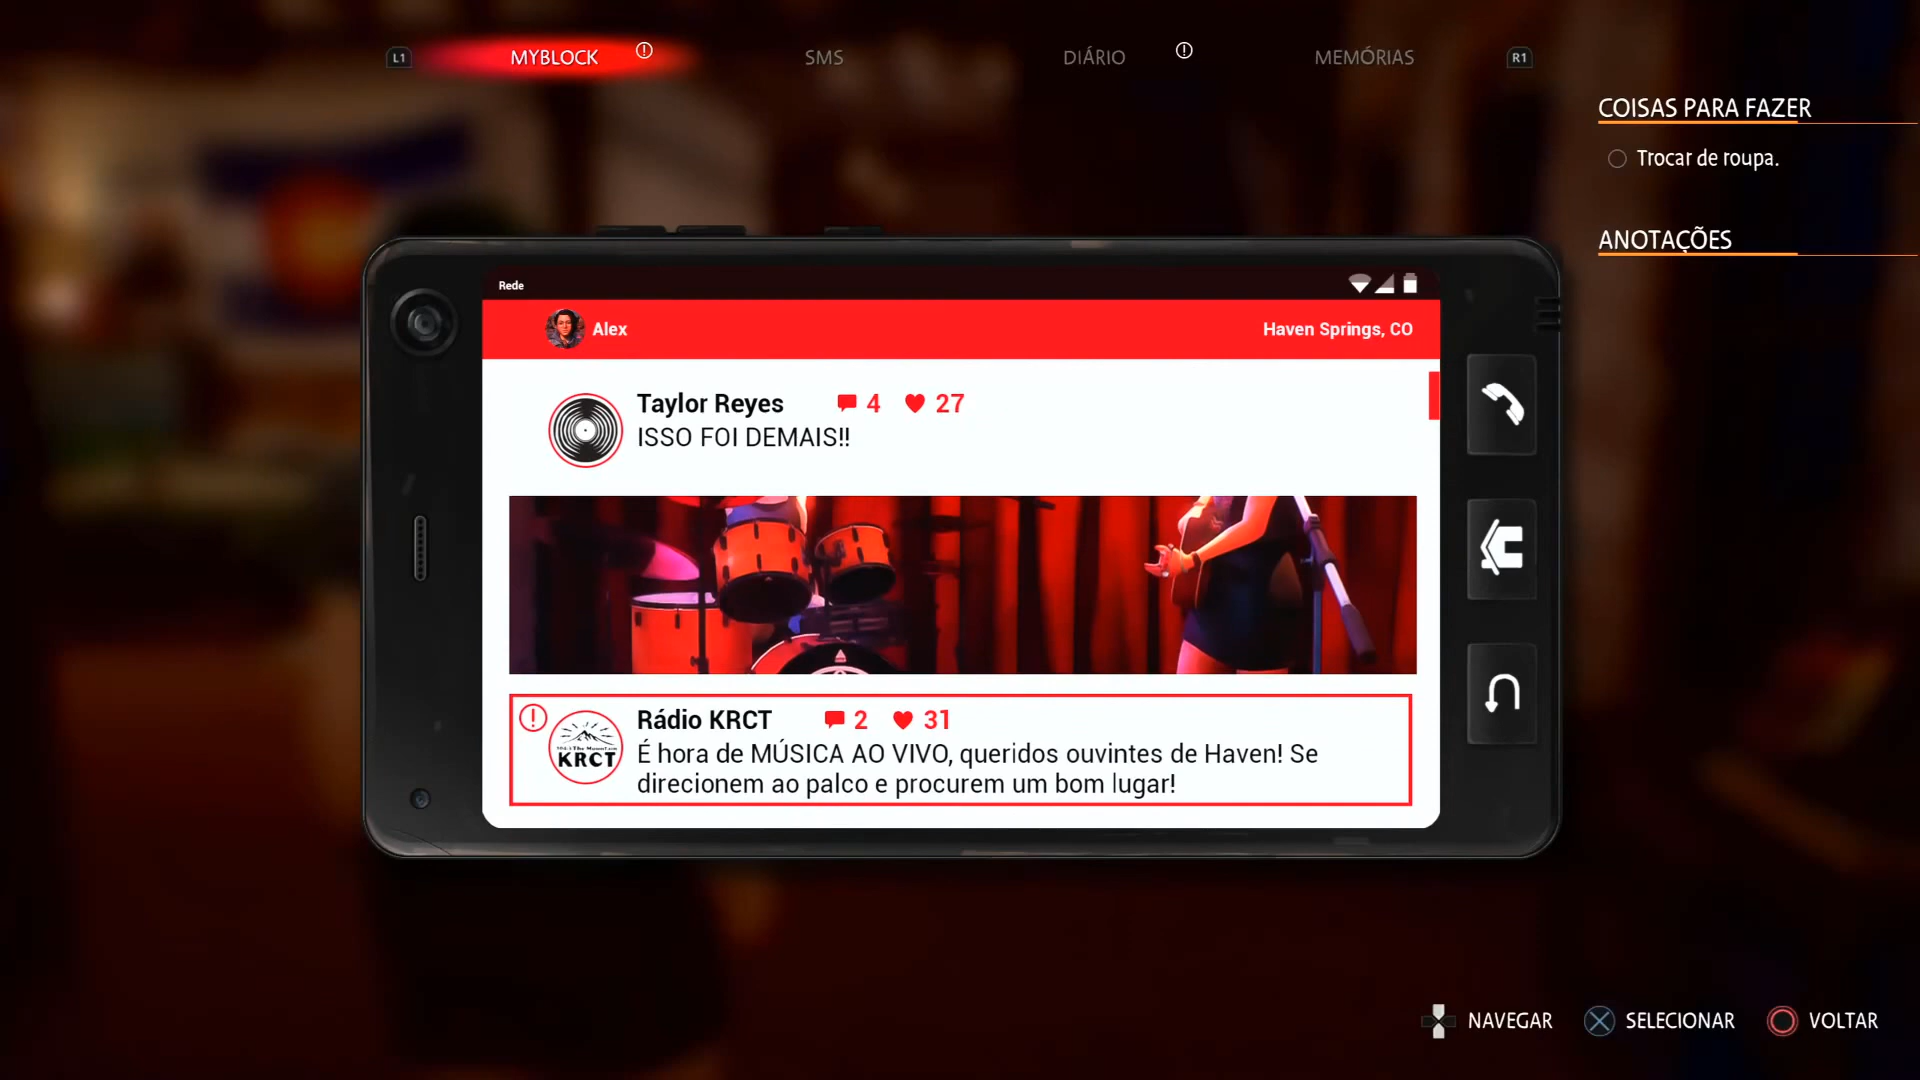 L1
MYBLOCK
SMS
DIÁRIO
MEMÓRIAS
R1
COISAS PARA FAZER
Trocar de roupa.
ANOTAÇÕES
Rede
Alex
Haven Springs, CO
Taylor Reyes 4 27
ISSO FOI DEMAIS!!
Rádio KRCT 2 31
KRCT
É hora de MÚSICA AO VIVO, queridos ouvintes de Haven! Se
direcionem ao palco e procurem um bom lugar!
NAVEGAR
SELECIONAR
VOLTAR